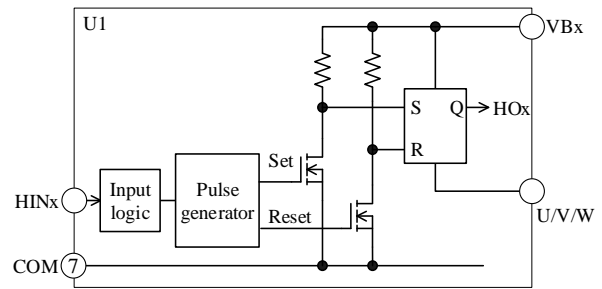 U1
VBx
S Q HOx
R
Set
HINx Input logic
Pulse generator
Reset
U/V/W
COM 7